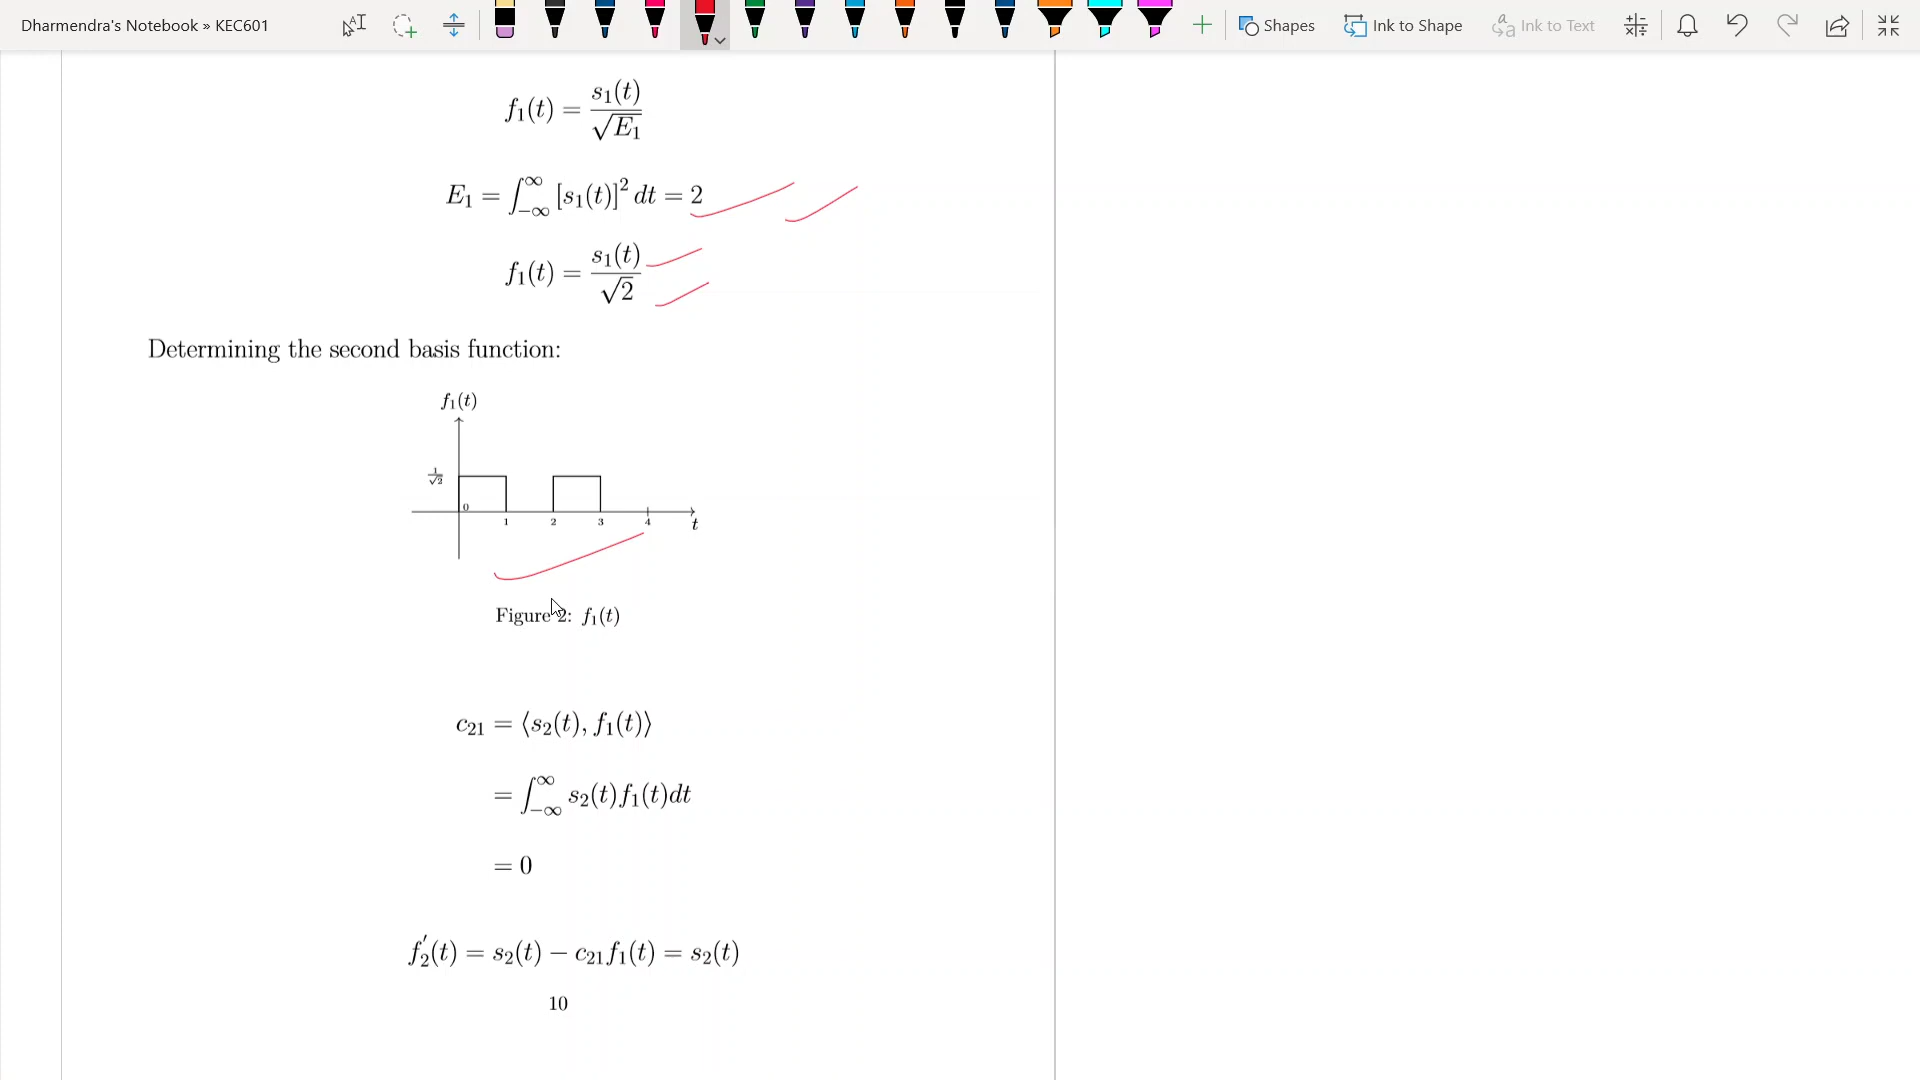 Dharmendra's Notebook » KEC601 Shapes Ink to Shape Ink to Text
f₁(t) = s₁(t) / √E₁
E₁ = ∫_{-∞}^{∞} [s₁(t)]² dt = 2
f₁(t) = s₁(t) / √2
Determining the second basis function:
f₁(t)
1/√2
0
1 2 3 4 t
Figure 2: f₁(t)
c₂₁ = ⟨s₂(t), f₁(t)⟩
= ∫_{-∞}^{∞} s₂(t)f₁(t)dt
= 0
f₂′(t) = s₂(t) − c₂₁f₁(t) = s₂(t)
10